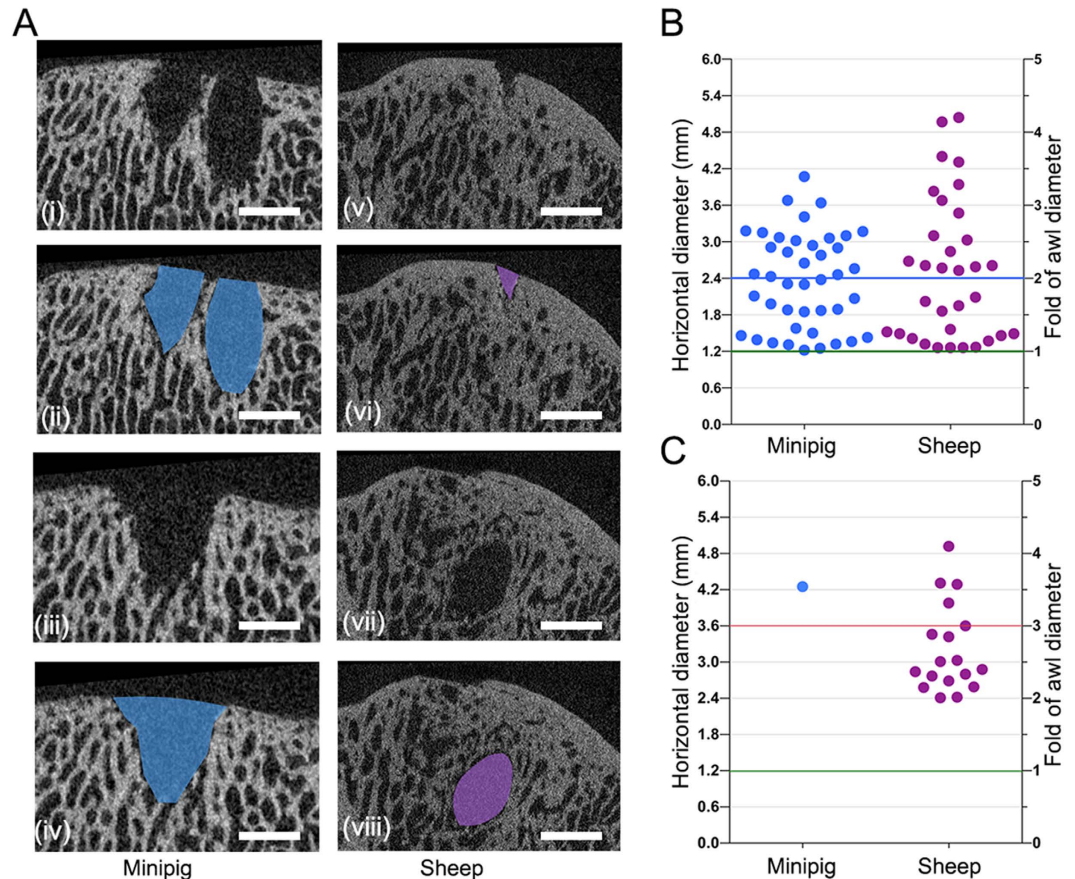 A
(i)
(v)
(ii)
(vi)
(iii)
(vii)
(iv)
(viii)
Minipig
Sheep
B
Horizontal diameter (mm)
6.0
5.4
4.8
4.2
3.6
3.0
2.4
1.8
1.2
0.6
0.0
5
4
3
2
1
0
Fold of awl diameter
Minipig
Sheep
C
Horizontal diameter (mm)
6.0
5.4
4.8
4.2
3.6
3.0
2.4
1.8
1.2
0.6
0.0
5
4
3
2
1
0
Fold of awl diameter
Minipig
Sheep